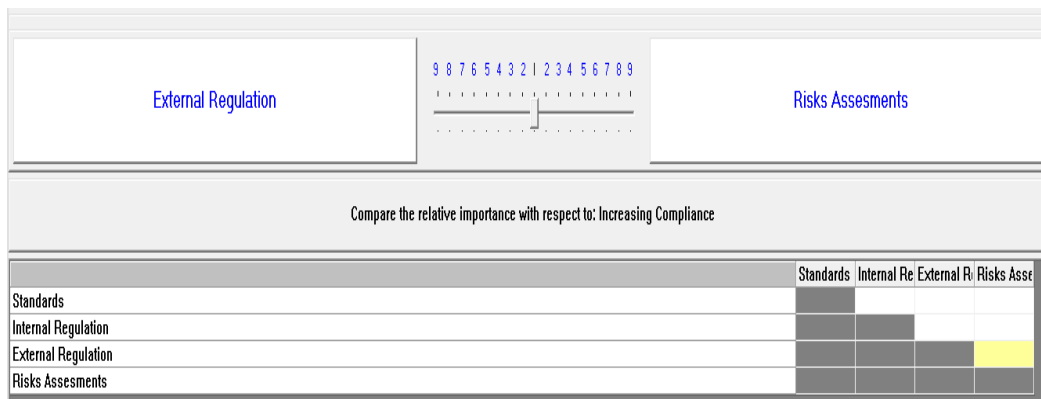 External Regulation
9 8 7 6 5 4 3 2 1 2 3 4 5 6 7 8 9
Risks Assesments
Compare the relative importance with respect to: Increasing Compliance
Standards Internal Re External R Risks Asse
Standards
Internal Regulation
External Regulation
Risks Assesments